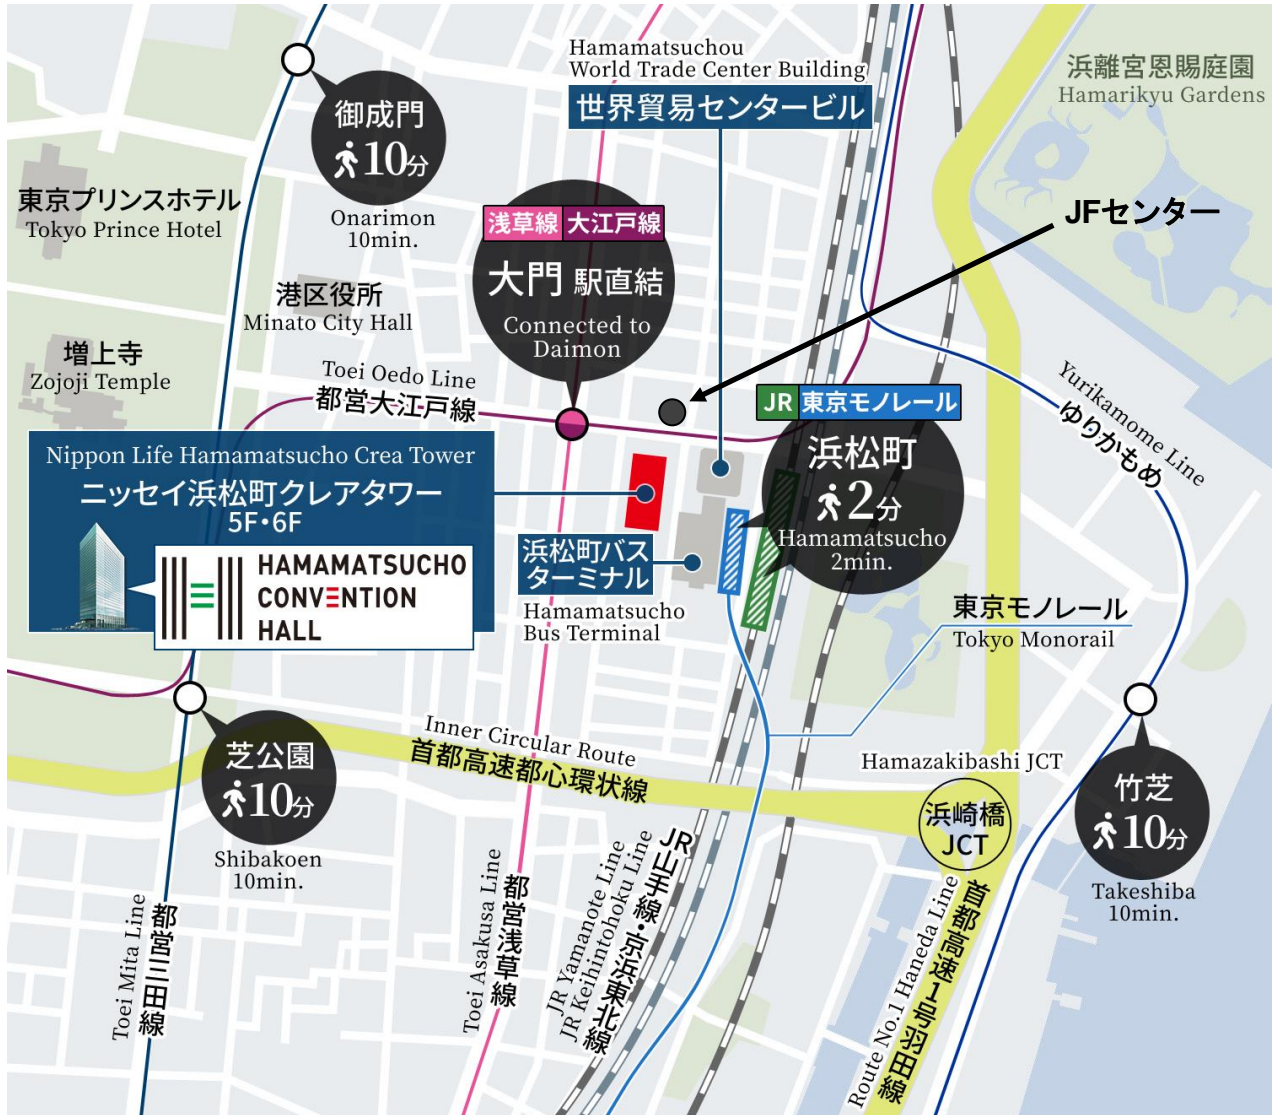 Hamamatsuchou
World Trade Center Building
世界貿易センタービル
浜離宮恩賜庭園
Hamarikyu Gardens
御成門
10分
Onarimon
10min.
東京プリンスホテル
Tokyo Prince Hotel
JFセンター
浅草線 大江戸線
大門 駅直結
Connected to
Daimon
港区役所
Minato City Hall
増上寺
Zojoji Temple
Toei Oedo Line
都営大江戸線
JR 東京モノレール
浜松町
2分
Hamamatsucho
2min.
Yurikamome Line
ゆりかもめ
Nippon Life Hamamatsucho Crea Tower
ニッセイ浜松町クレアタワー
5F・6F
HAMAMATSUCHO
CONVENTION
HALL
浜松町バス
ターミナル
Hamamatsucho
Bus Terminal
東京モノレール
Tokyo Monorail
芝公園
10分
Shibakoen
10min.
Inner Circular Route
首都高速都心環状線
Hamazakibashi JCT
浜崎橋
JCT
竹芝
10分
Takeshiba
10min.
Toei Mita Line
都営三田線
Toei Asakusa Line
都営浅草線
JR Yamanote Line
JR Keihintohoku Line
JR山手線・京浜東北線
Route No.1 Haneda Line
首都高速1号羽田線